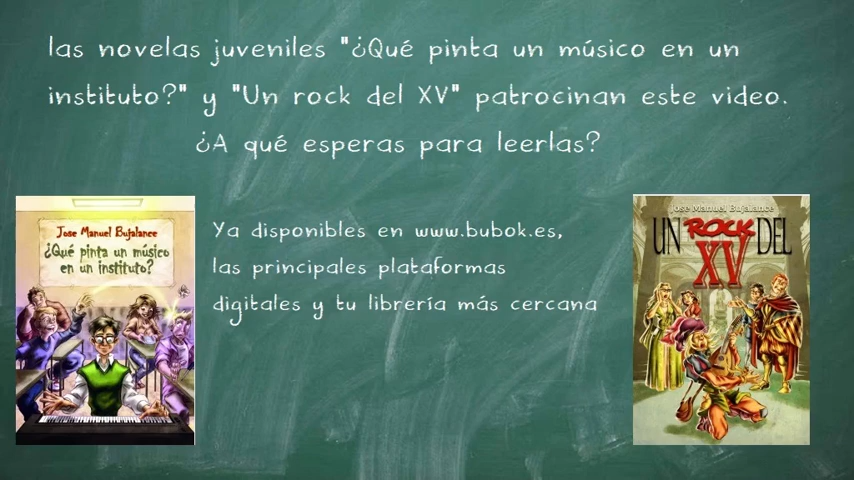 las novelas juveniles "¿Qué pinta un músico en un
instituto?" y "Un rock del XV" patrocinan este video.
¿A qué esperas para leerlas?
Jose Manuel Bujalance
¿Qué pinta un músico
en un instituto?
Ya disponibles en www.bubok.es,
las principales plataformas
digitales y tu librería más cercana
Jose Manuel Bujalance
UN ROCK DEL
XV